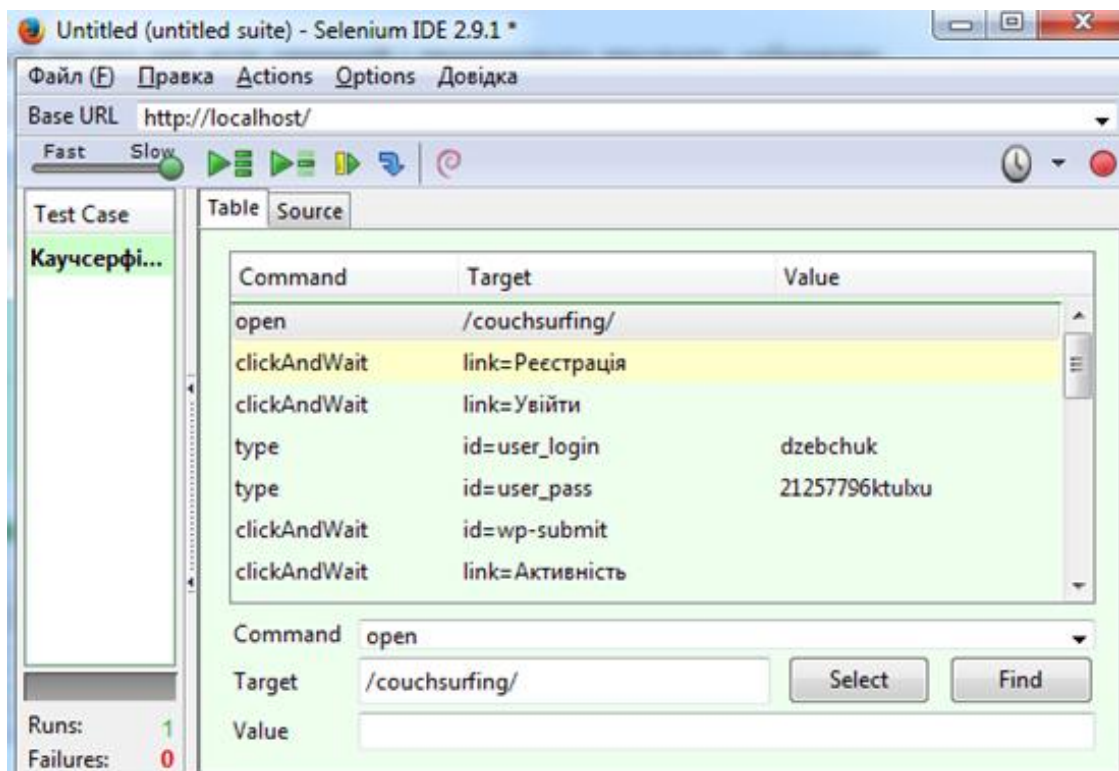 Untitled (untitled suite) - Selenium IDE 2.9.1 *
Файл (F) Правка Actions Options Довідка
Base URL http://localhost/
Fast Slow
Test Case
Table Source
Каучсерфі...
Command Target Value
open /couchsurfing/
clickAndWait link=Реєстрація
clickAndWait link=Увійти
type id=user_login dzebchuk
type id=user_pass 21257796ktulxu
clickAndWait id=wp-submit
clickAndWait link=Активність
Command open
Target /couchsurfing/ Select Find
Value
Runs: 1
Failures: 0